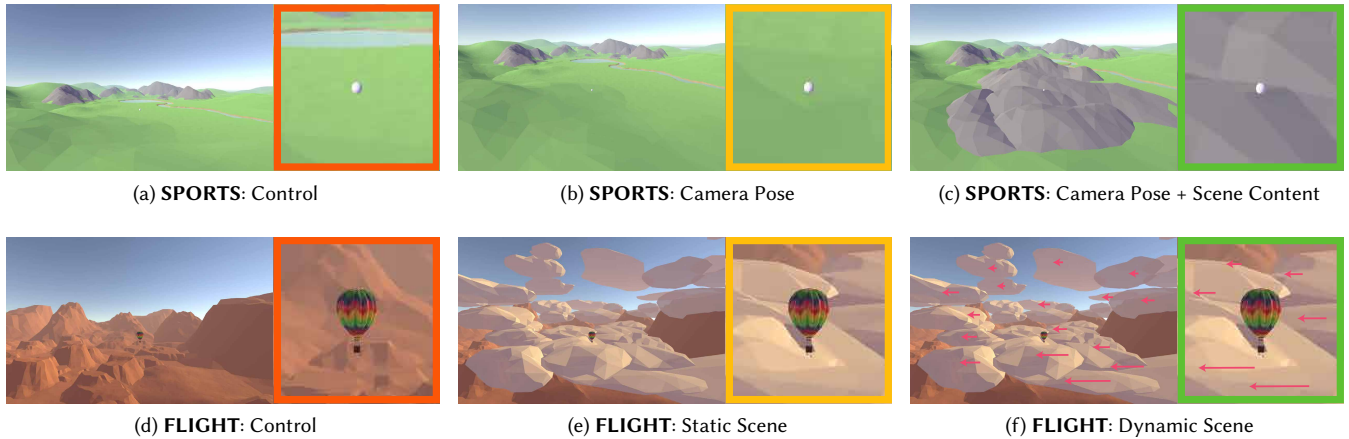 (a) SPORTS: Control
(b) SPORTS: Camera Pose
(c) SPORTS: Camera Pose + Scene Content
(d) FLIGHT: Control
(e) FLIGHT: Static Scene
(f) FLIGHT: Dynamic Scene